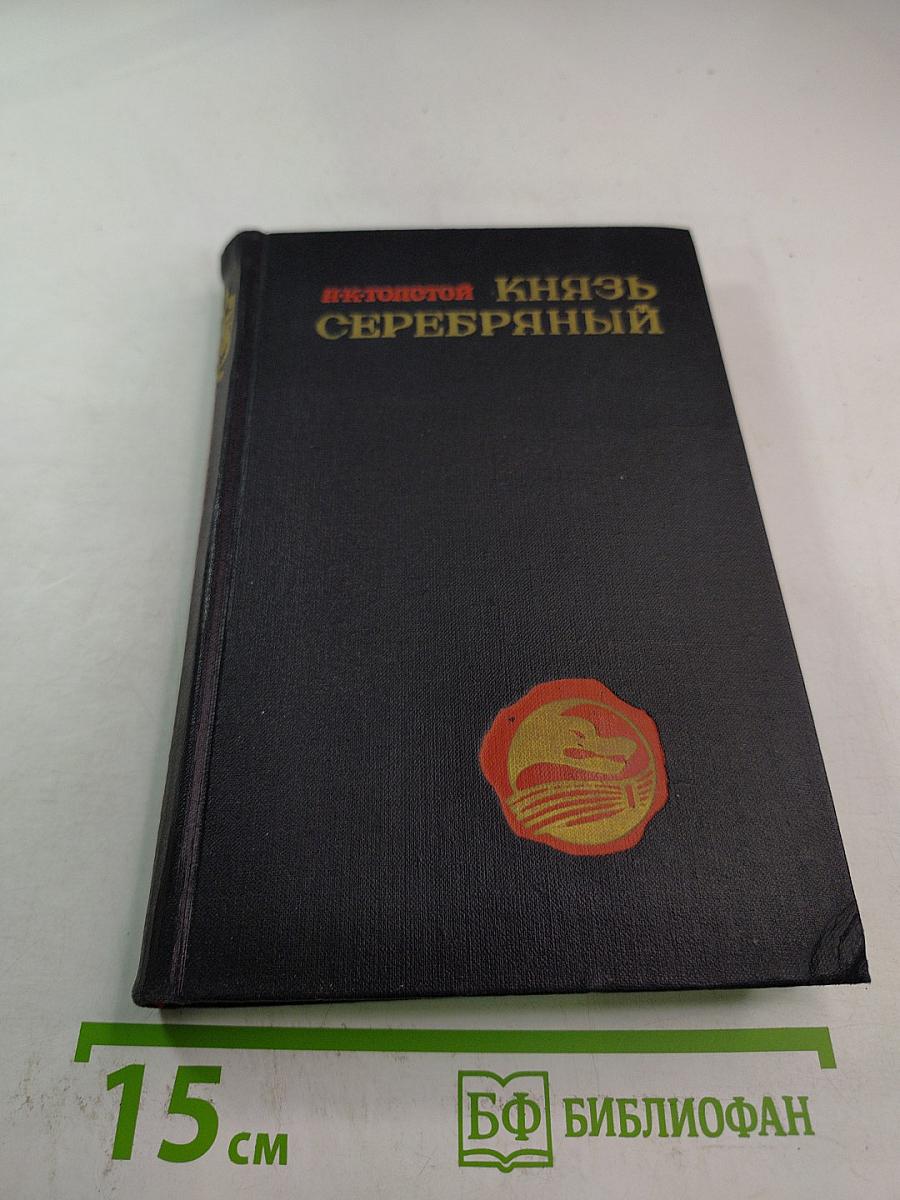 А·К·ТОЛСТОЙ КНЯЗЬ
СЕРЕБРЯНЫЙ
15 см
БФ БИБЛИОФАН